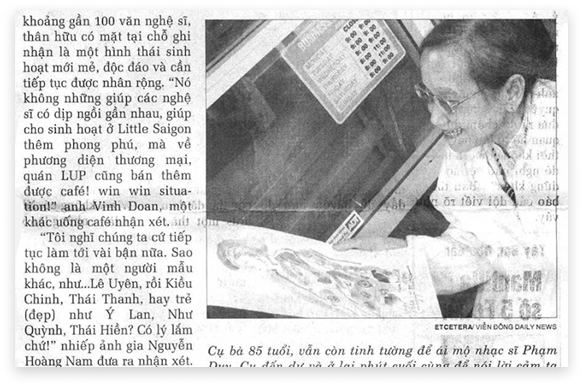 khoảng gần 100 văn nghệ sĩ,
thân hữu có mặt tại chỗ ghi
nhận là một hình thái sinh
hoạt mới mẻ, độc đáo và cần
tiếp tục được nhân rộng. “Nó
không những giúp các nghệ
sĩ có dịp ngồi gần nhau, giúp
cho sinh hoạt ở Little Saigon
thêm phong phú, mà về
phương diện thương mại,
quán LUP cũng bán thêm
được café! win win situa-
tion!” anh Vinh Doan, một
khác uống café nhận xét.
“Tôi nghĩ chúng ta cứ tiếp
tục làm tới vài bận nữa. Sao
không là một người mẫu
khác, như...Lê Uyên, rồi Kiều
Chinh, Thái Thanh, hay trẻ
(đẹp) như Ý Lan, Như
Quỳnh, Thái Hiền? Có lý lắm
chứ!” nhiếp ảnh gia Nguyễn
Hoàng Nam đưa ra nhận xét.
ETCETERA/ VIỄN ĐÔNG DAILY NEWS
Cụ bà 85 tuổi, vẫn còn tinh tường để ái mộ nhạc sĩ Phạm
Duy. Cụ đến dự và ở lại phút cuối cùng để nói lời cảm tạ